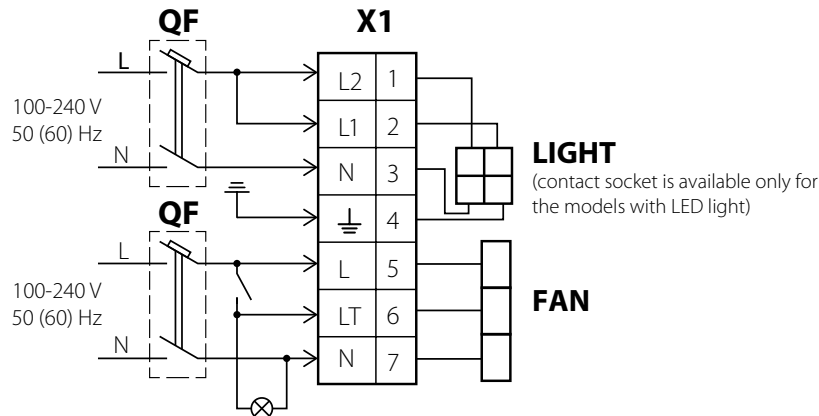 QF
X1
L
L2 1
100-240 V
50 (60) Hz
L1 2
N
N 3
LIGHT
(contact socket is available only for
the models with LED light)
4
QF
L
L 5
100-240 V
50 (60) Hz
LT 6
FAN
N
N 7